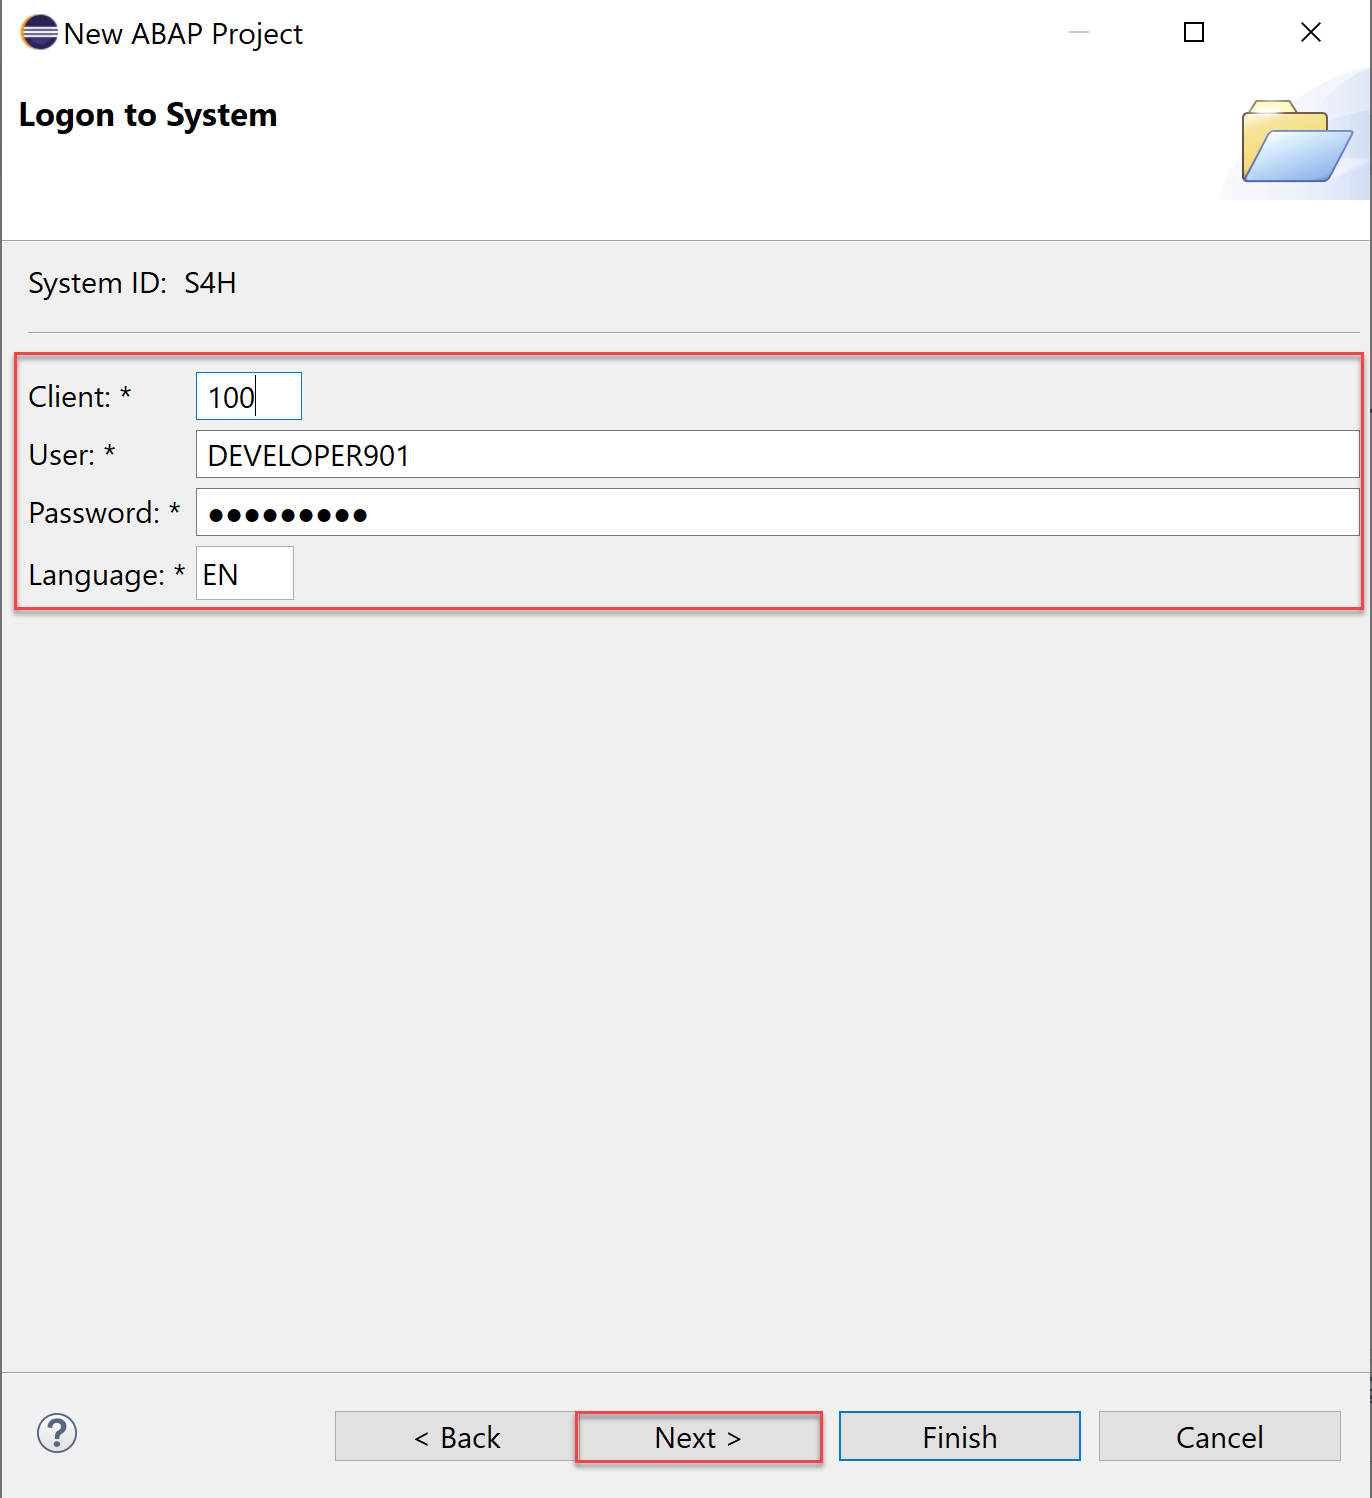 New ABAP Project
Logon to System
System ID: S4H
Client: * 100
User: * DEVELOPER901
Password: * ●●●●●●●●●
Language: * EN
? < Back Next > Finish Cancel